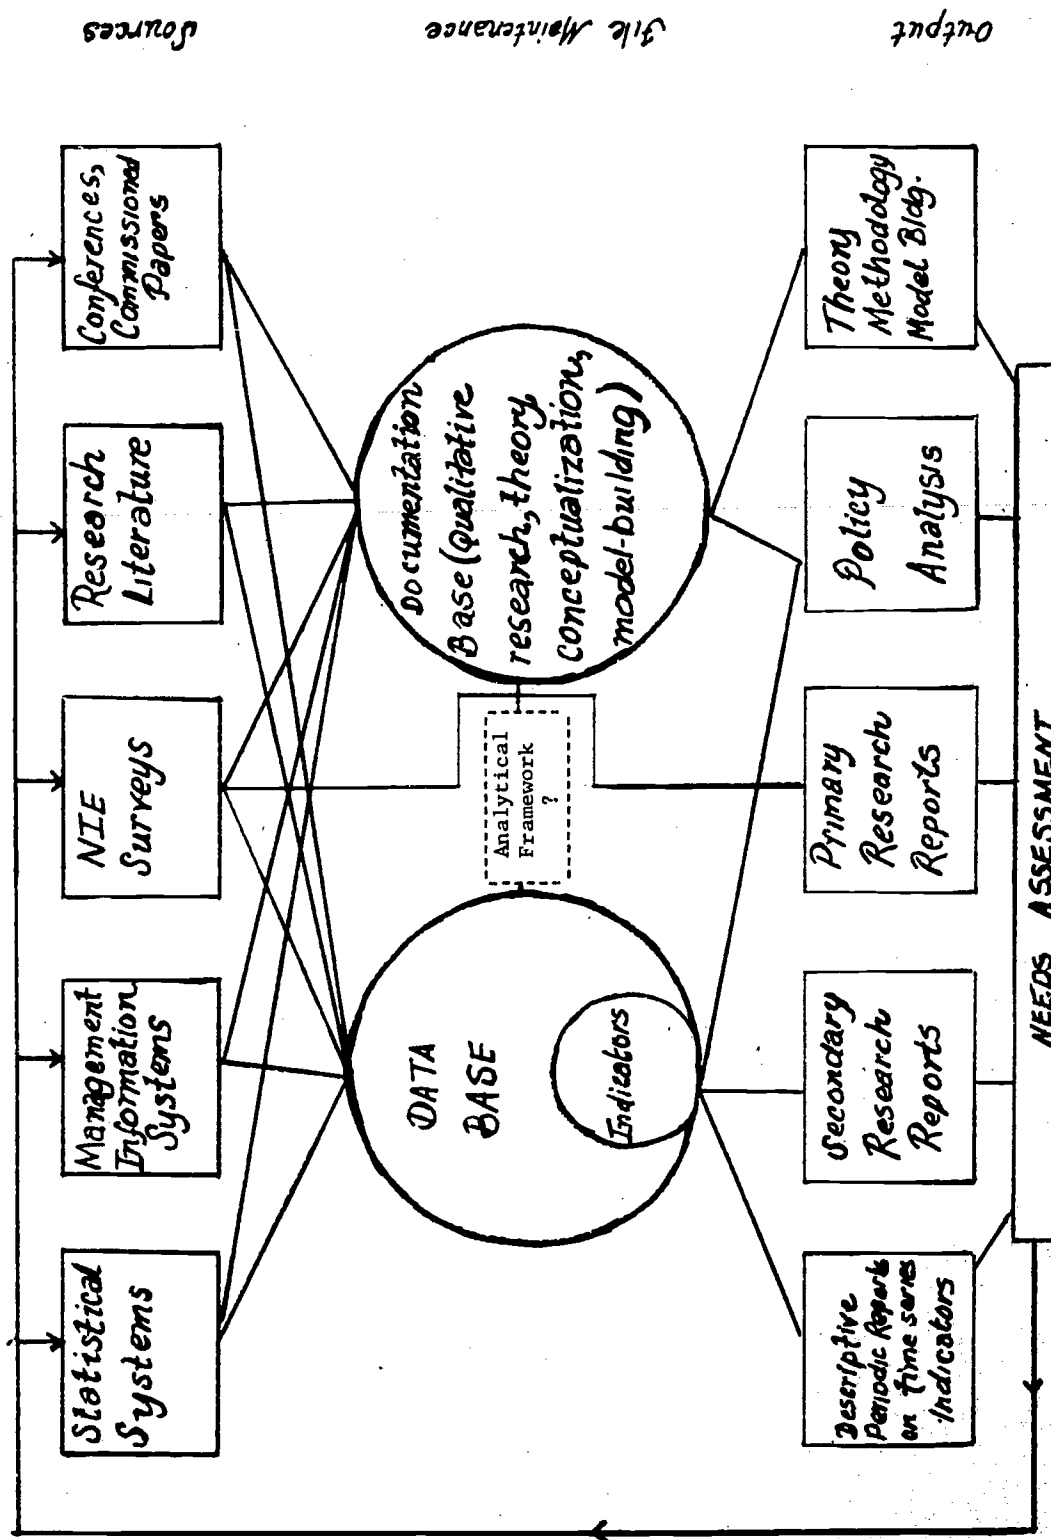 Sources
Statistical
Systems
Management
Information
Systems
NIE
Surveys
Research
Literature
Conferences,
Commissioned
Papers
File Maintenance
DATA
BASE
Indicators
Analytical
Framework
?
Documentation
Base (Qualitative
research, theory
conceptualizations,
model-building)
Output
Descriptive
Periodic Reports
on Time series
Indicators
Secondary
Research
Reports
Primary
Research
Reports
Policy
Analysis
Theory
Methodology
Model Bldg.
NEEDS ASSESSMENT